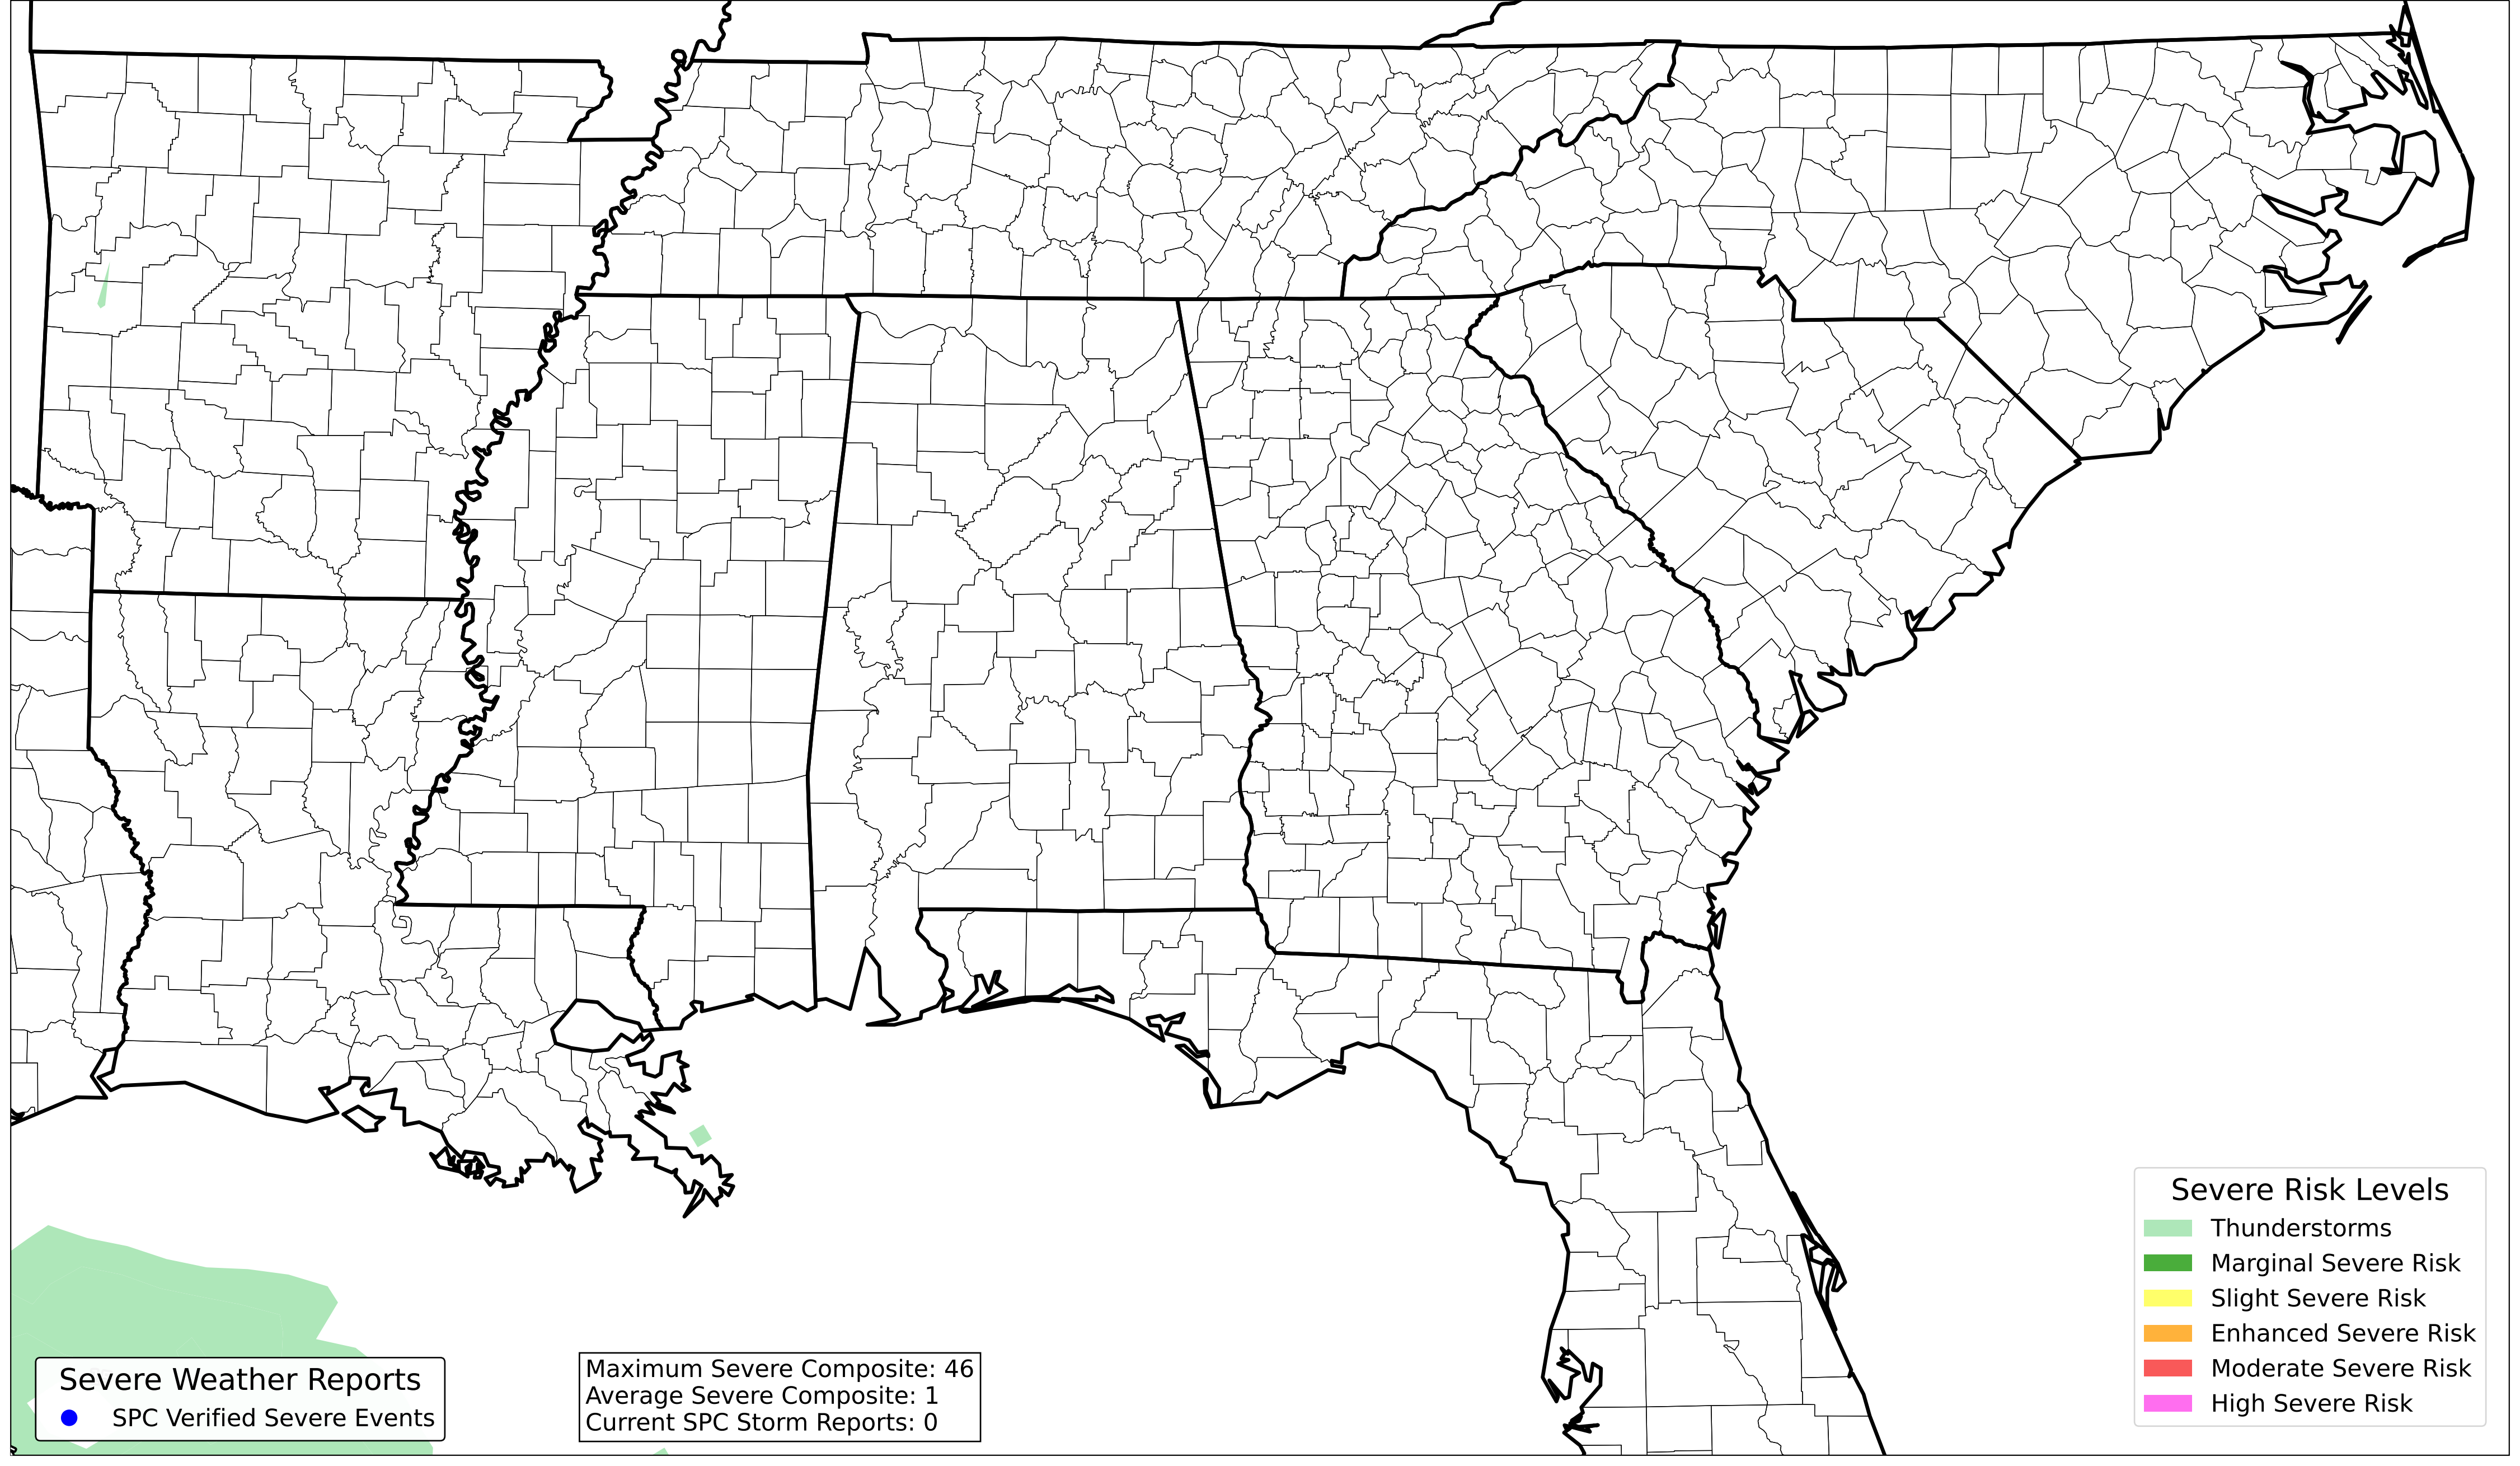 Severe Risk Levels
Thunderstorms
Marginal Severe Risk
Slight Severe Risk
Enhanced Severe Risk
Moderate Severe Risk
High Severe Risk
Severe Weather Reports
SPC Verified Severe Events
Maximum Severe Composite: 46
Average Severe Composite: 1
Current SPC Storm Reports: 0